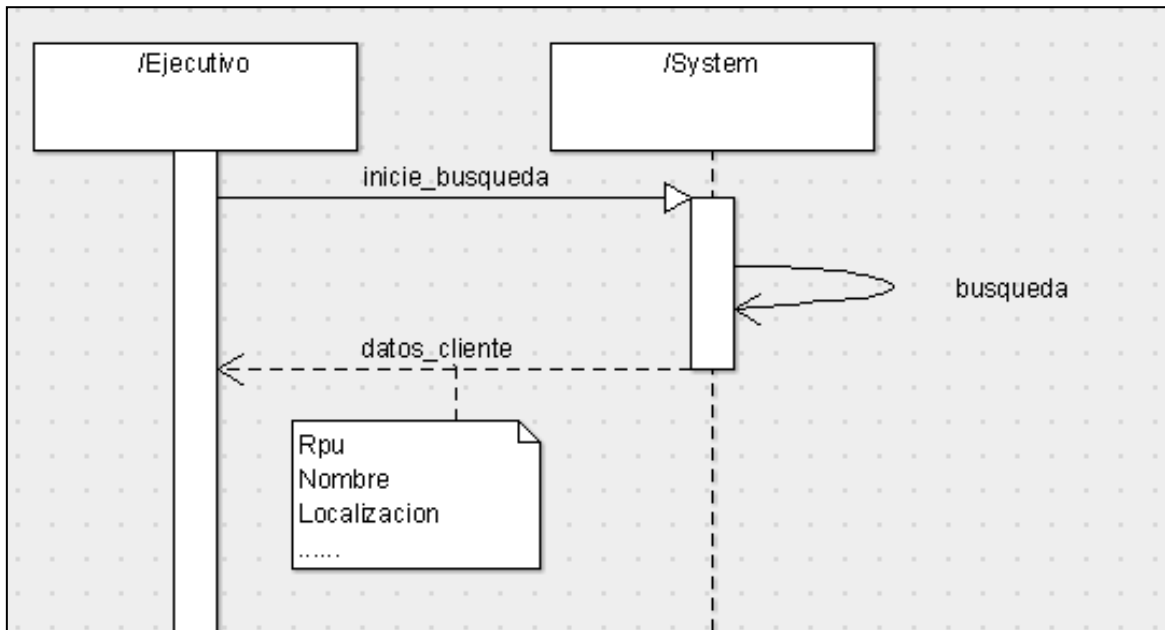 /Ejecutivo
/System
inicie_busqueda
busqueda
datos_cliente
Rpu
Nombre
Localizacion
......